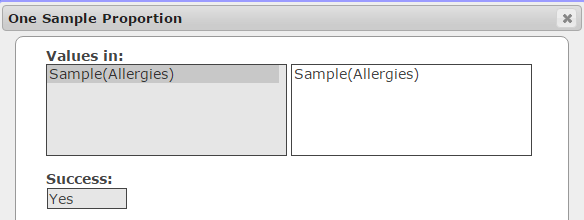 One Sample Proportion
Values in:
Sample(Allergies) Sample(Allergies)
Success:
Yes